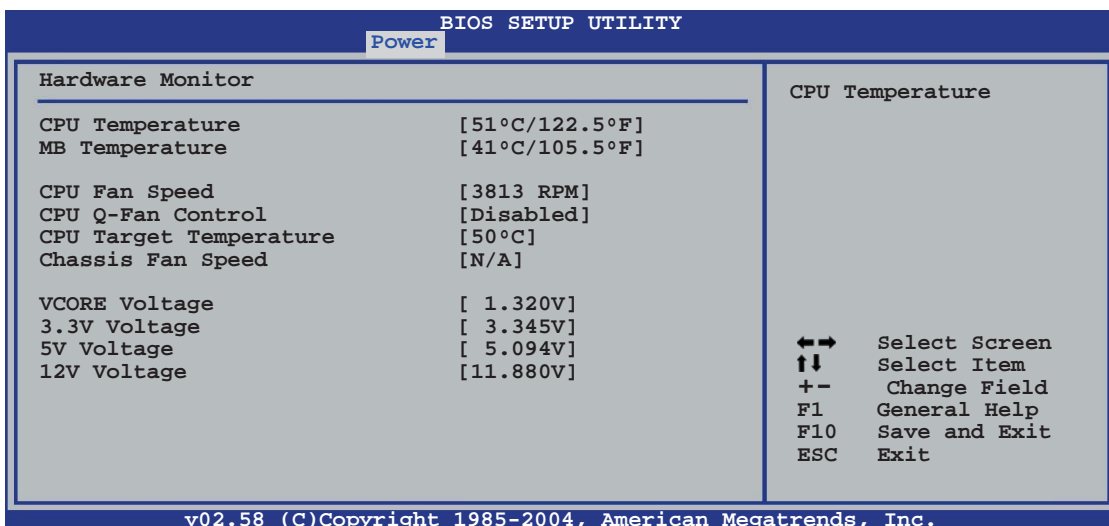 BIOS SETUP UTILITY
Power
Hardware Monitor
CPU Temperature [51ºC/122.5ºF]
MB Temperature [41ºC/105.5ºF]
CPU Fan Speed [3813 RPM]
CPU Q-Fan Control [Disabled]
CPU Target Temperature [50ºC]
Chassis Fan Speed [N/A]
VCORE Voltage [ 1.320V]
3.3V Voltage [ 3.345V]
5V Voltage [ 5.094V]
12V Voltage [11.880V]
CPU Temperature
←→ Select Screen
↑↓ Select Item
+- Change Field
F1 General Help
F10 Save and Exit
ESC Exit
v02.58 (C)Copyright 1985-2004, American Megatrends, Inc.